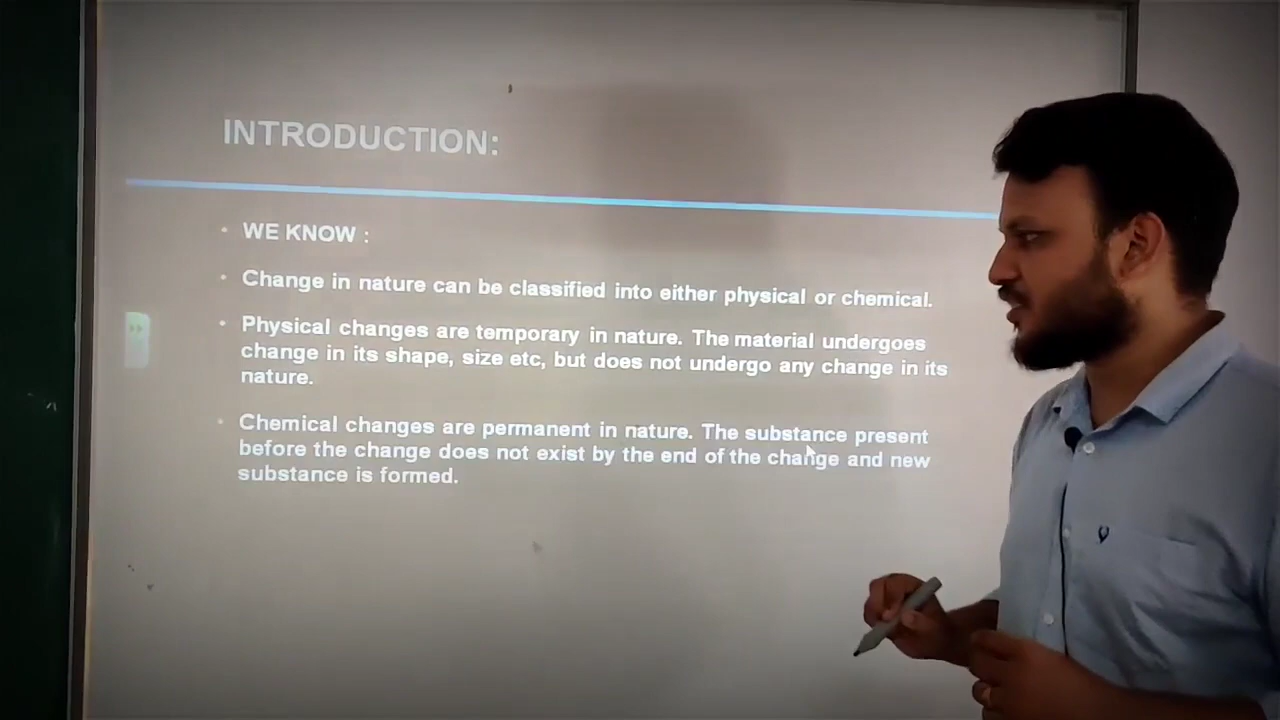 INTRODUCTION:
• WE KNOW :
• Change in nature can be classified into either physical or chemical.
• Physical changes are temporary in nature. The material undergoes
change in its shape, size etc, but does not undergo any change in its
nature.
• Chemical changes are permanent in nature. The substance present
before the change does not exist by the end of the change and new
substance is formed.